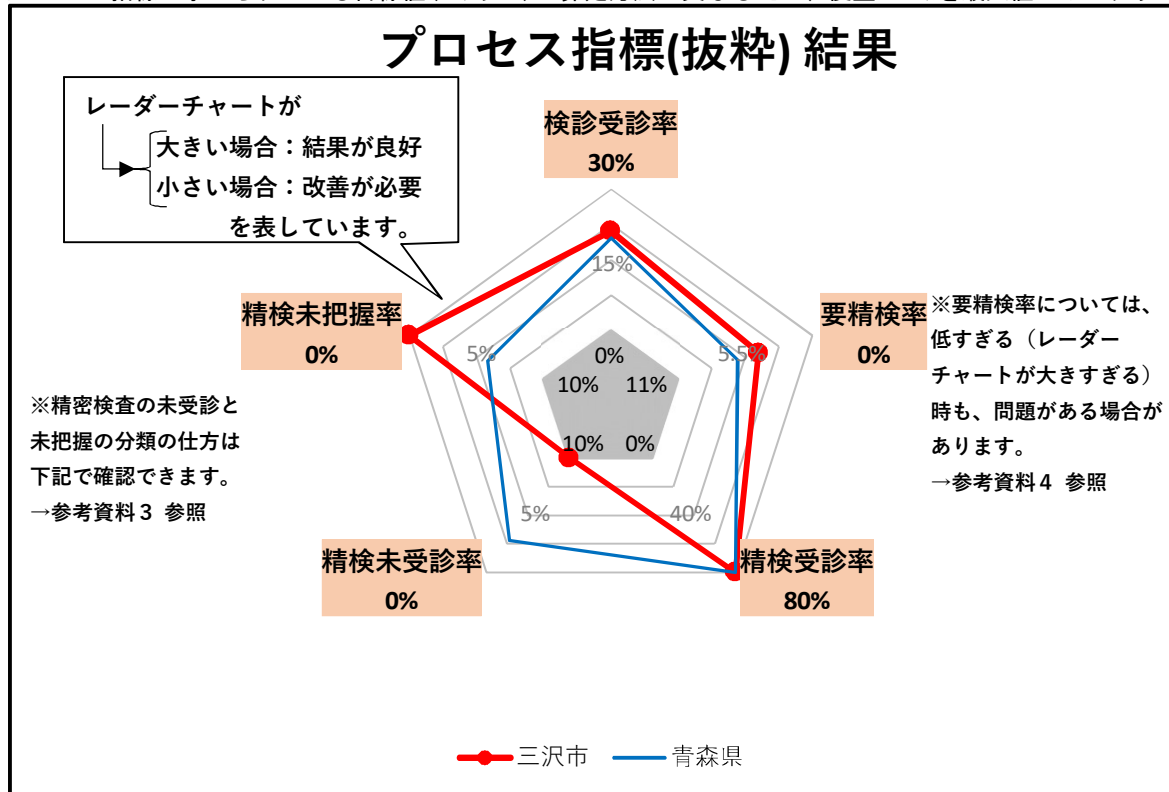 プロセス指標(抜粋) 結果
レーダーチャートが
大きい場合：結果が良好
小さい場合：改善が必要
を表しています。
検診受診率
30%
15%
精検未把握率
0%
5%
要精検率
0%
5.5%
※要精検率については、
低すぎる（レーダー
チャートが大きすぎる）
時も、問題がある場合が
あります。
→参考資料４ 参照
0%
10%
11%
10%
0%
※精密検査の未受診と
未把握の分類の仕方は
下記で確認できます。
→参考資料３ 参照
5%
40%
精検未受診率
0%
精検受診率
80%
三沢市
青森県